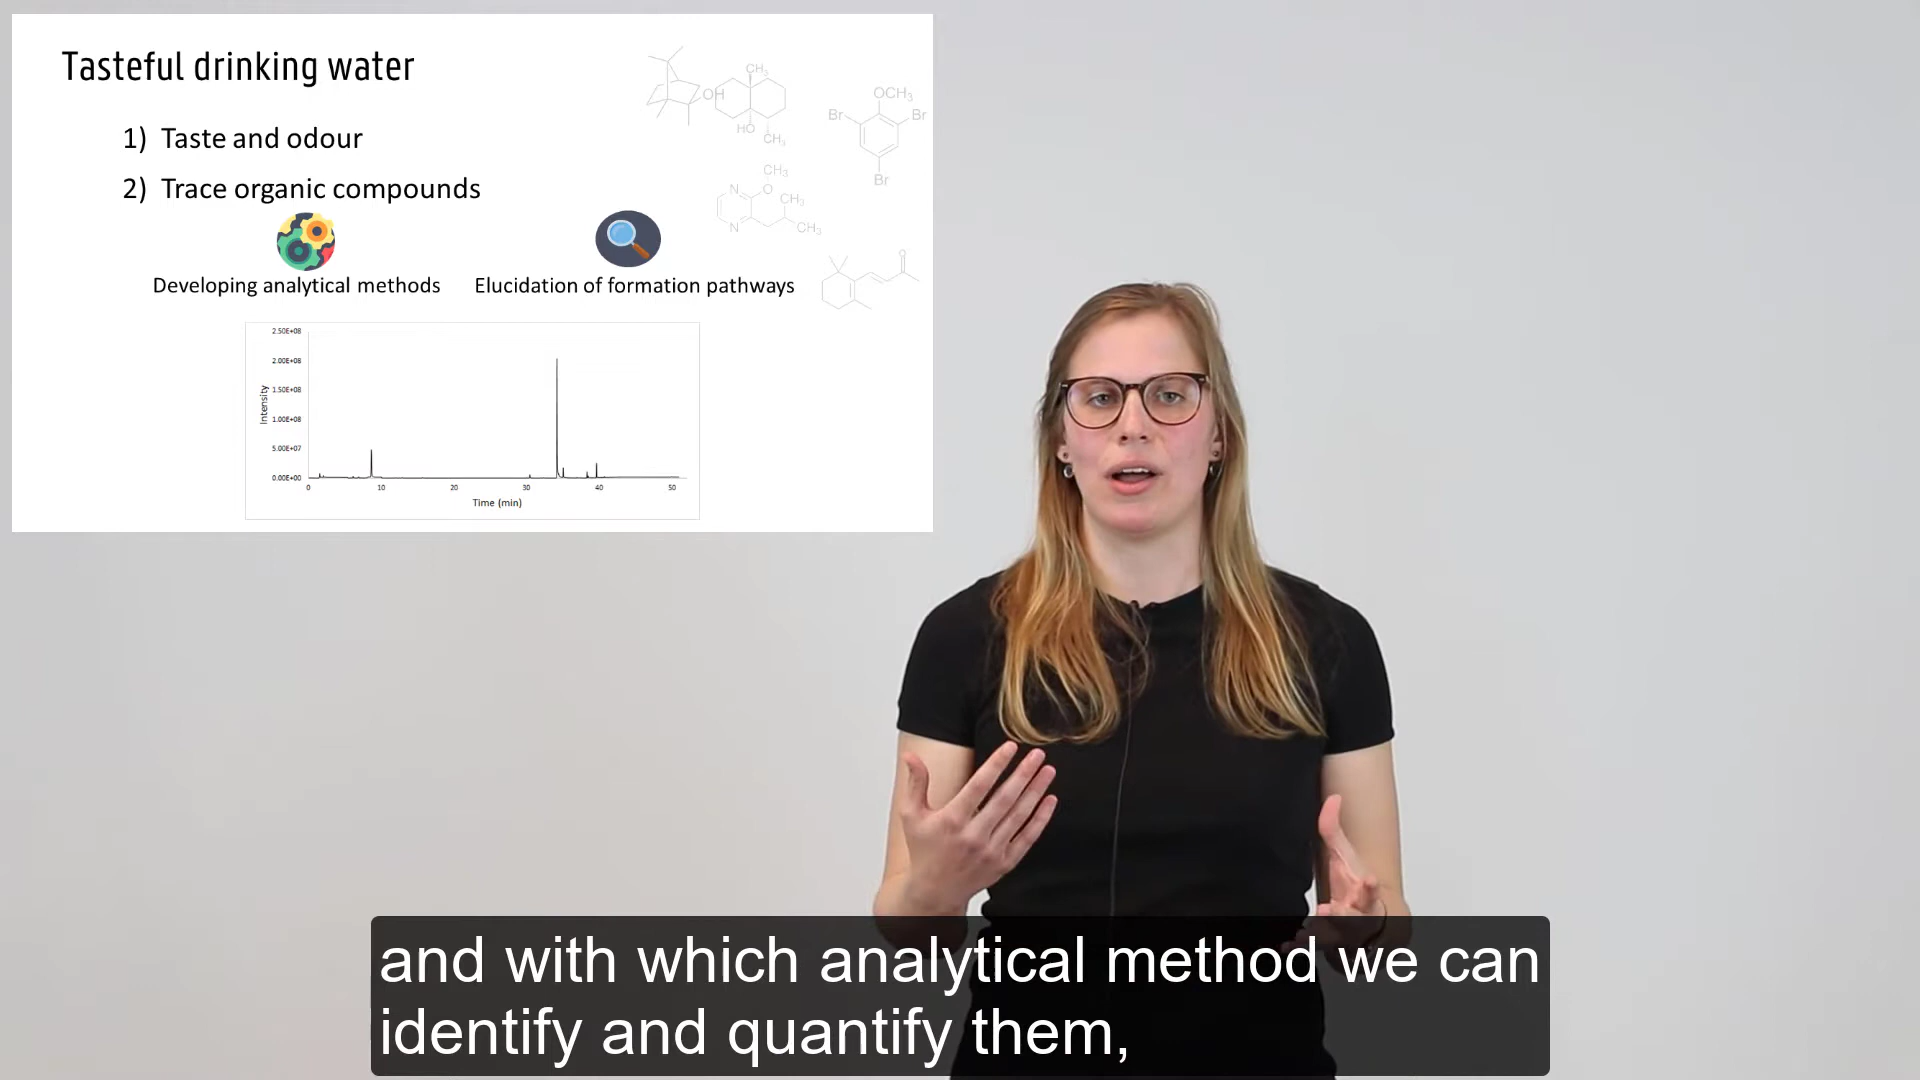 Tasteful drinking water
1) Taste and odour
2) Trace organic compounds
Developing analytical methods
Elucidation of formation pathways
OH
CH3
HO
CH3
OCH3
Br
Br
Br
CH3
O
N
N
CH3
CH3
O
2.50E+08
2.00E+08
1.50E+08
1.00E+08
5.00E+07
0.00E+00
Intensity
0 10 20 30 40 50
Time (min)
and with which analytical method we can
identify and quantify them,